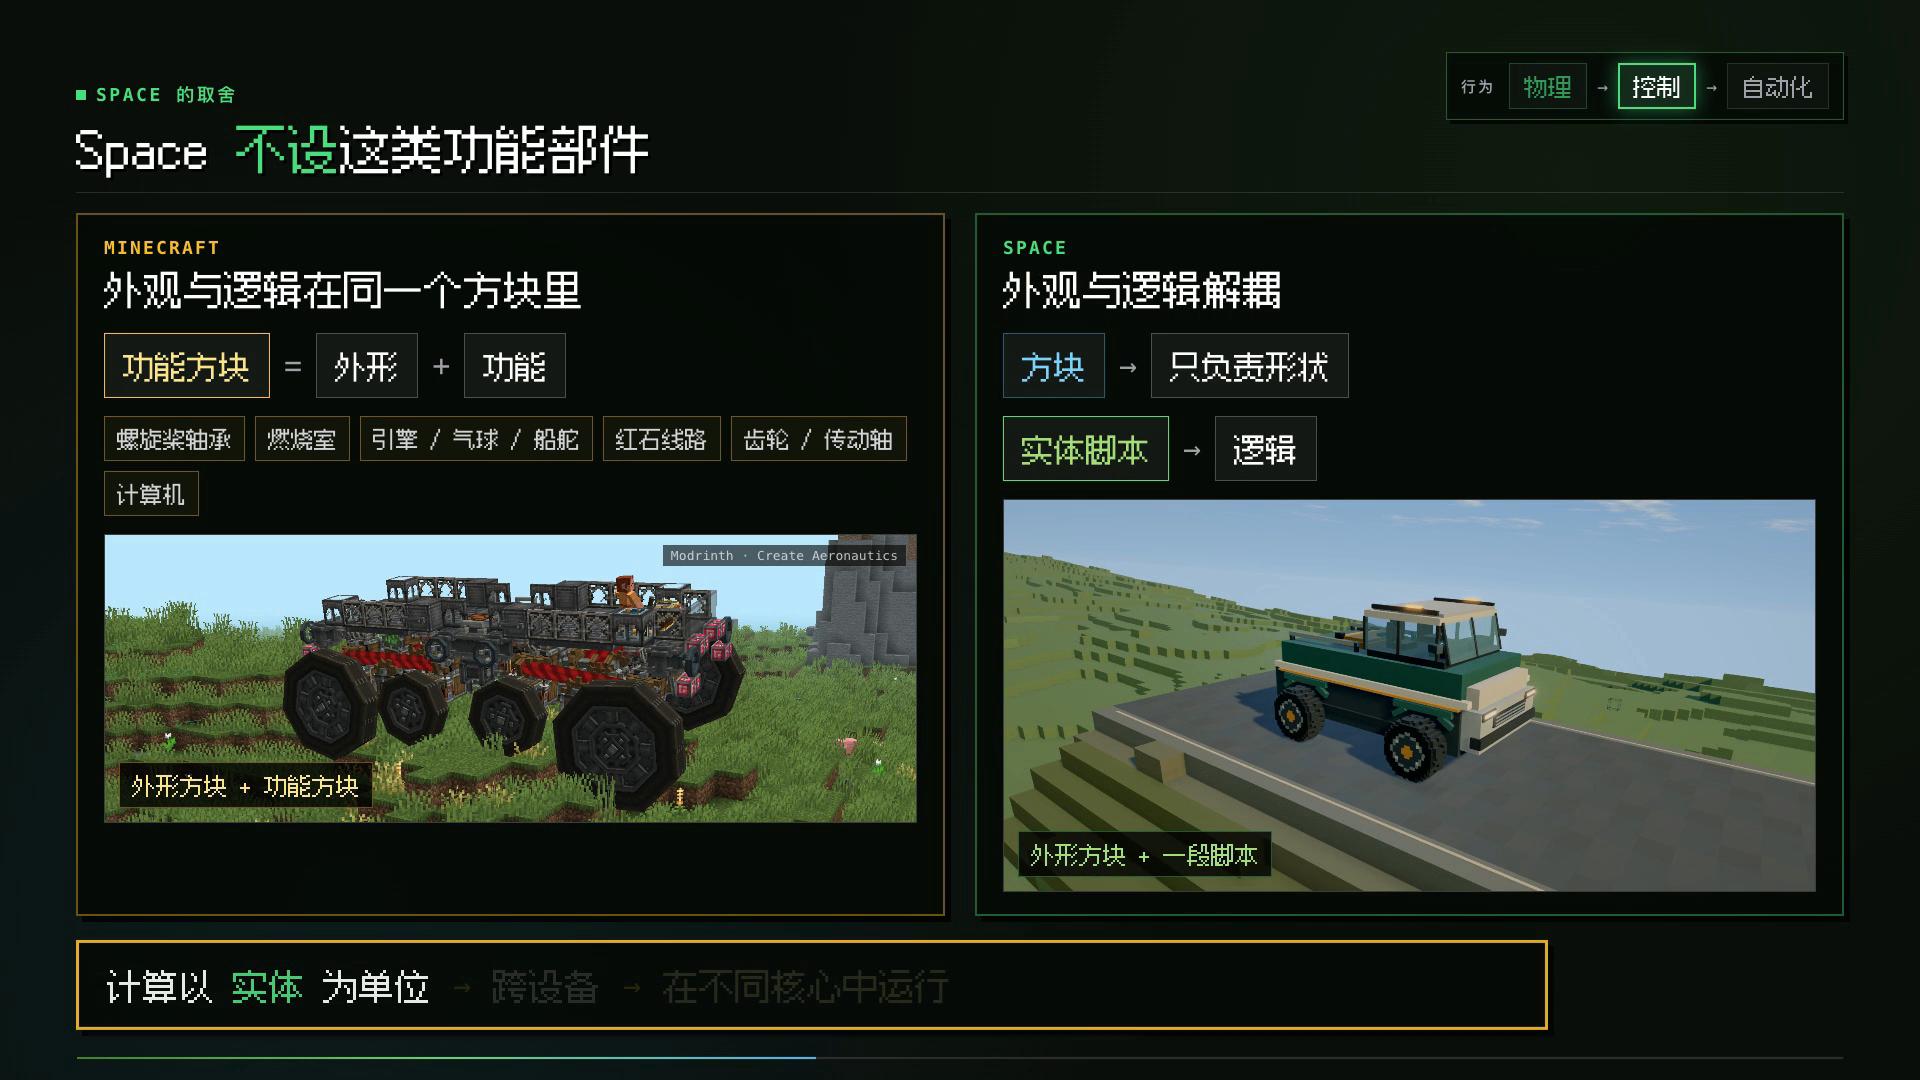 SPACE 的取舍
Space 不设这类功能部件
行为 物理 → 控制 → 自动化
MINECRAFT
外观与逻辑在同一个方块里
功能方块 = 外形 + 功能
螺旋桨轴承 燃烧室 引擎 / 气球 / 船舵 红石线路 齿轮 / 传动轴
计算机
Modrinth · Create Aeronautics
外形方块 + 功能方块
SPACE
外观与逻辑解耦
方块 → 只负责形状
实体脚本 → 逻辑
外形方块 + 一段脚本
计算以 实体 为单位 → 跨设备 → 在不同核心中运行